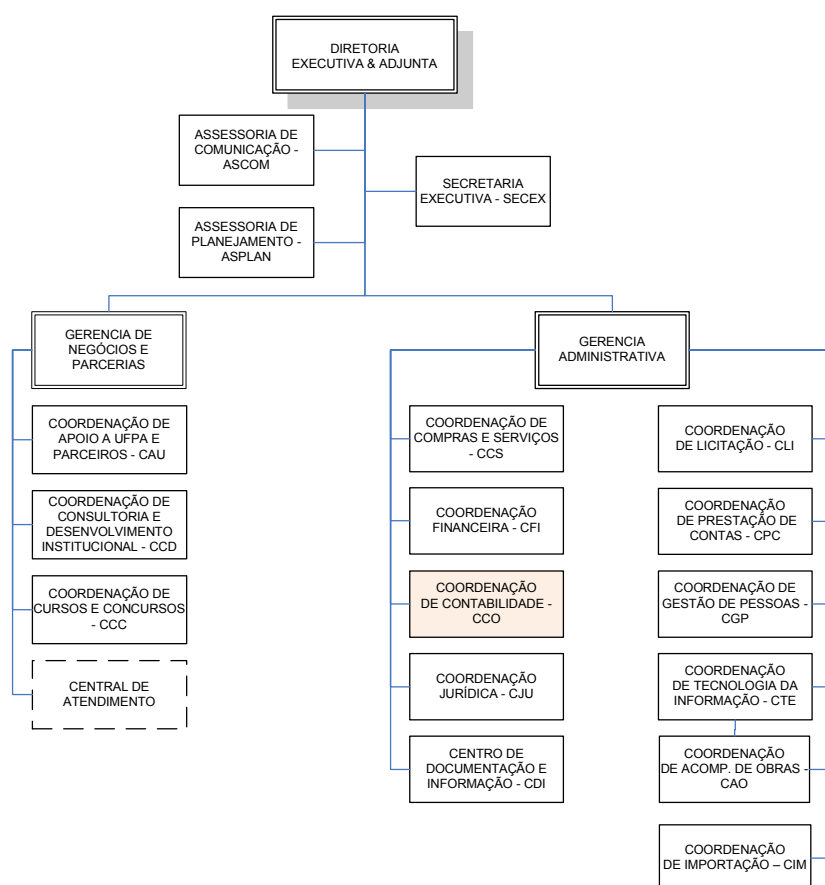 DIRETORIA
EXECUTIVA & ADJUNTA
ASSESSORIA DE
COMUNICAÇÃO -
ASCOM
SECRETARIA
EXECUTIVA - SECEX
ASSESSORIA DE
PLANEJAMENTO -
ASPLAN
GERENCIA DE
NEGÓCIOS E
PARCERIAS
GERENCIA
ADMINISTRATIVA
COORDENAÇÃO DE
APOIO A UFPA E
PARCEIROS - CAU
COORDENAÇÃO DE
CONSULTORIA E
DESENVOLVIMENTO
INSTITUCIONAL - CCD
COORDENAÇÃO DE
CURSOS E CONCURSOS
- CCC
CENTRAL DE
ATENDIMENTO
COORDENAÇÃO DE
COMPRAS E SERVIÇOS
- CCS
COORDENAÇÃO
FINANCEIRA - CFI
COORDENAÇÃO
DE CONTABILIDADE -
CCO
COORDENAÇÃO
JURÍDICA - CJU
CENTRO DE
DOCUMENTAÇÃO E
INFORMAÇÃO - CDI
COORDENAÇÃO
DE LICITAÇÃO - CLI
COORDENAÇÃO
DE PRESTAÇÃO DE
CONTAS - CPC
COORDENAÇÃO DE
GESTÃO DE PESSOAS -
CGP
COORDENAÇÃO
DE TECNOLOGIA DA
INFORMAÇÃO - CTE
COORDENAÇÃO
DE ACOMP. DE OBRAS -
CAO
COORDENAÇÃO
DE IMPORTAÇÃO – CIM